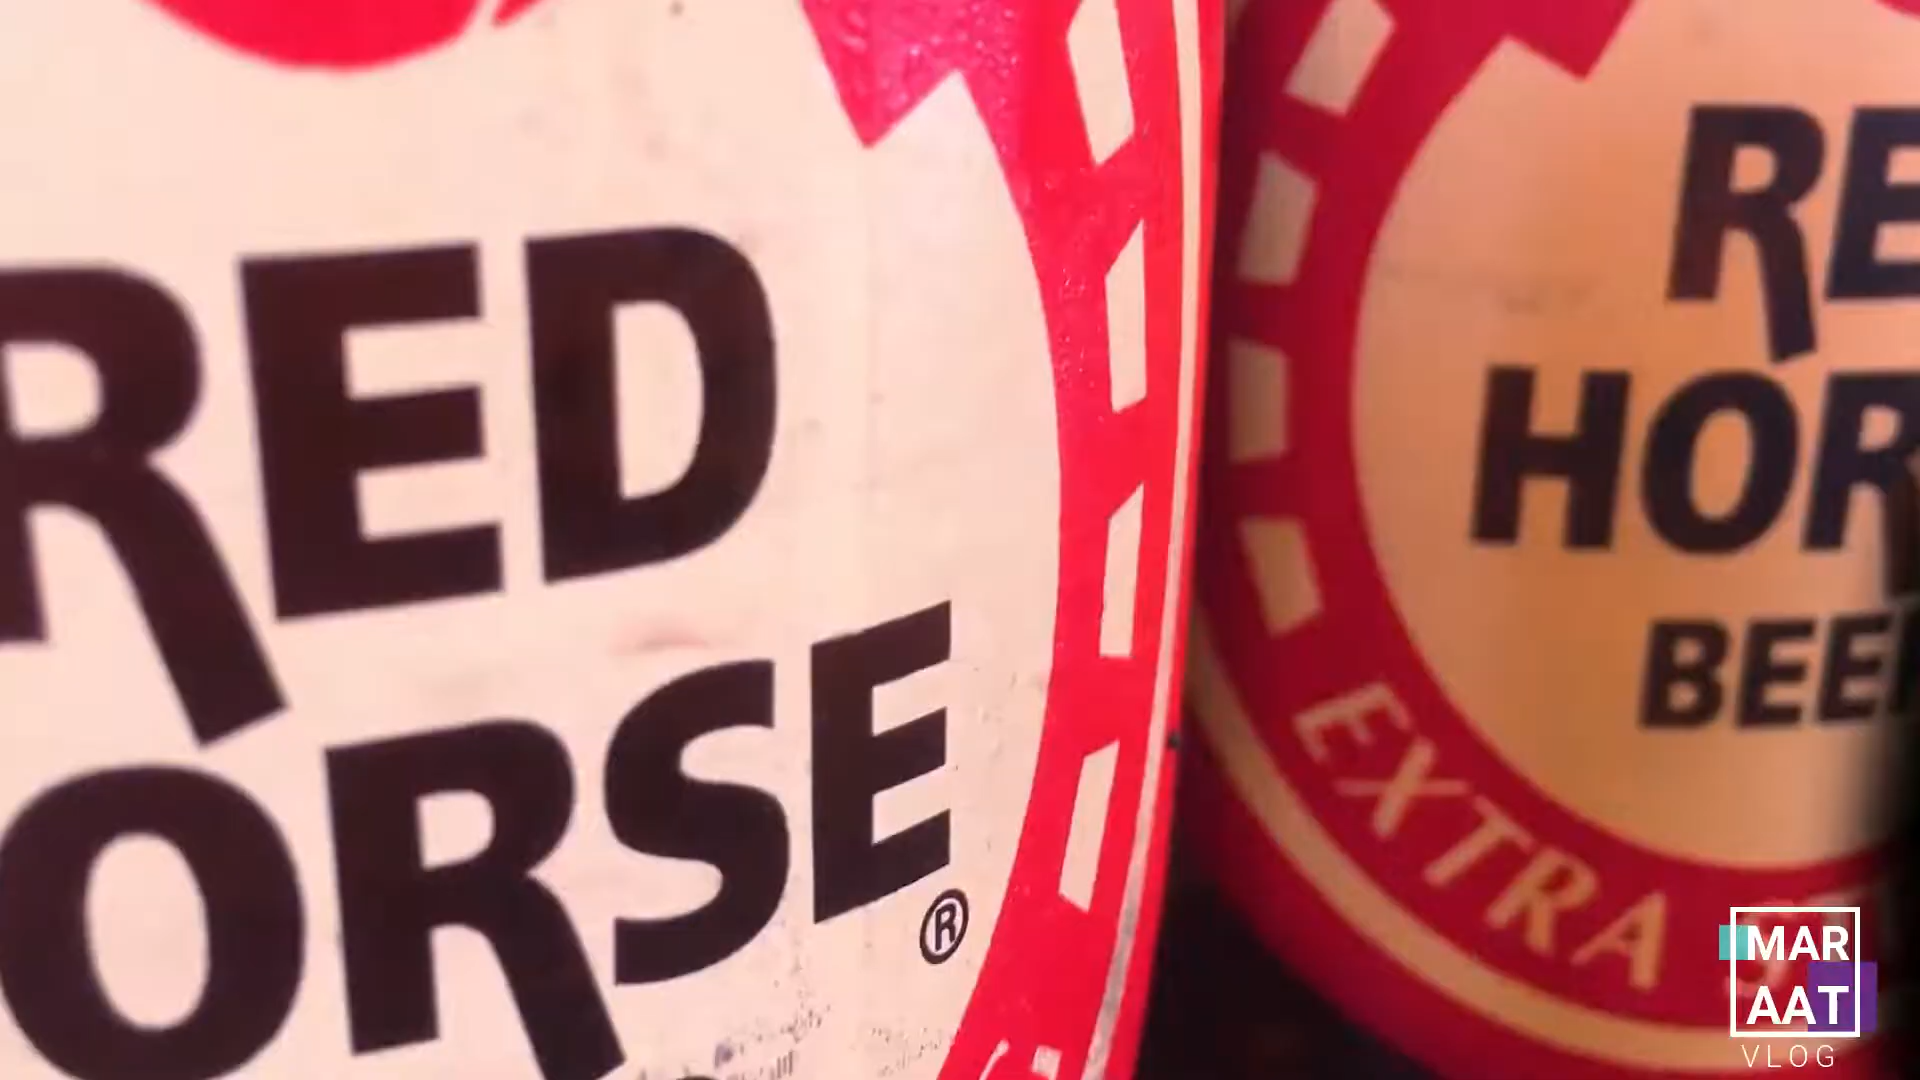 RED
ORSE®
RE
HOR
BEE
EXTRA
MAR
AAT
VLOG